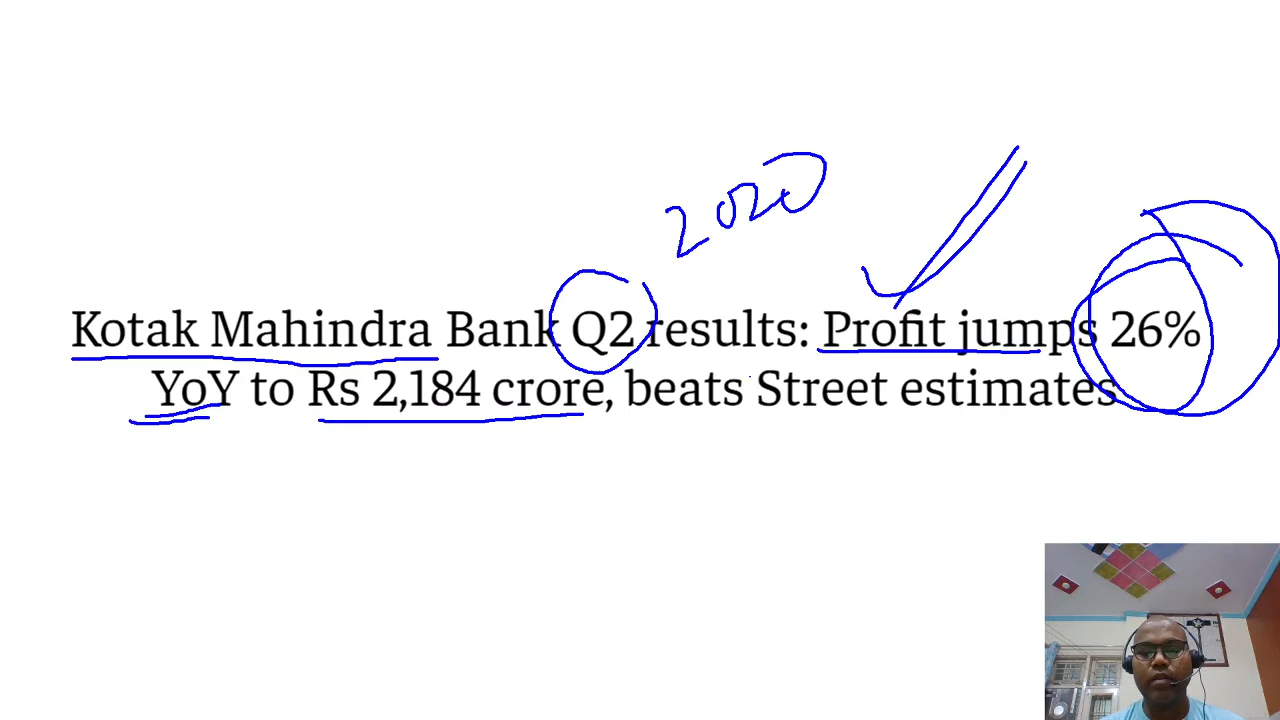 2020
Kotak Mahindra Bank Q2 results: Profit jumps 26%
YoY to Rs 2,184 crore, beats Street estimates